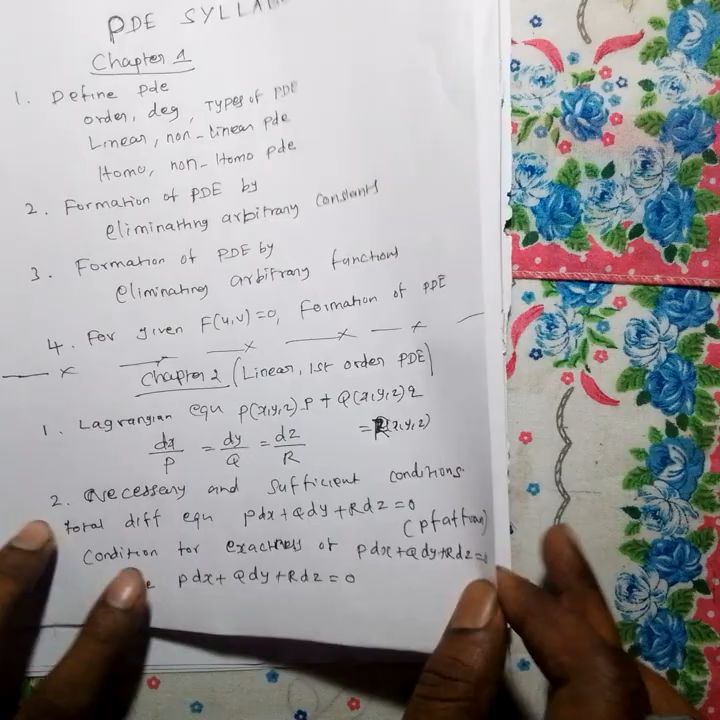 PDE SYLLA
Chapter 1
1. Define pde
order, deg, Types of PDE
Linear, non-linear pde
Homo, non-Homo pde
2. Formation of PDE by
eliminathng arbitrary constants
3. Formation of PDE by
eliminating arbitrary functions
4. For given F(u,v)=0, Formation of PDE
Chapter 2 (Linear, 1st order PDE)
1. Lagrangian equ P(x,y,z)p + Q(x,y,z)q
= R(x,y,z)
dx/P = dy/Q = dz/R
2. Necessary and sufficient conditions
total diff equ Pdx+Qdy+Rdz=0
(pfaffian)
Condition for exactness of Pdx+Qdy+Rdz=0
Pdx+Qdy+Rdz=0